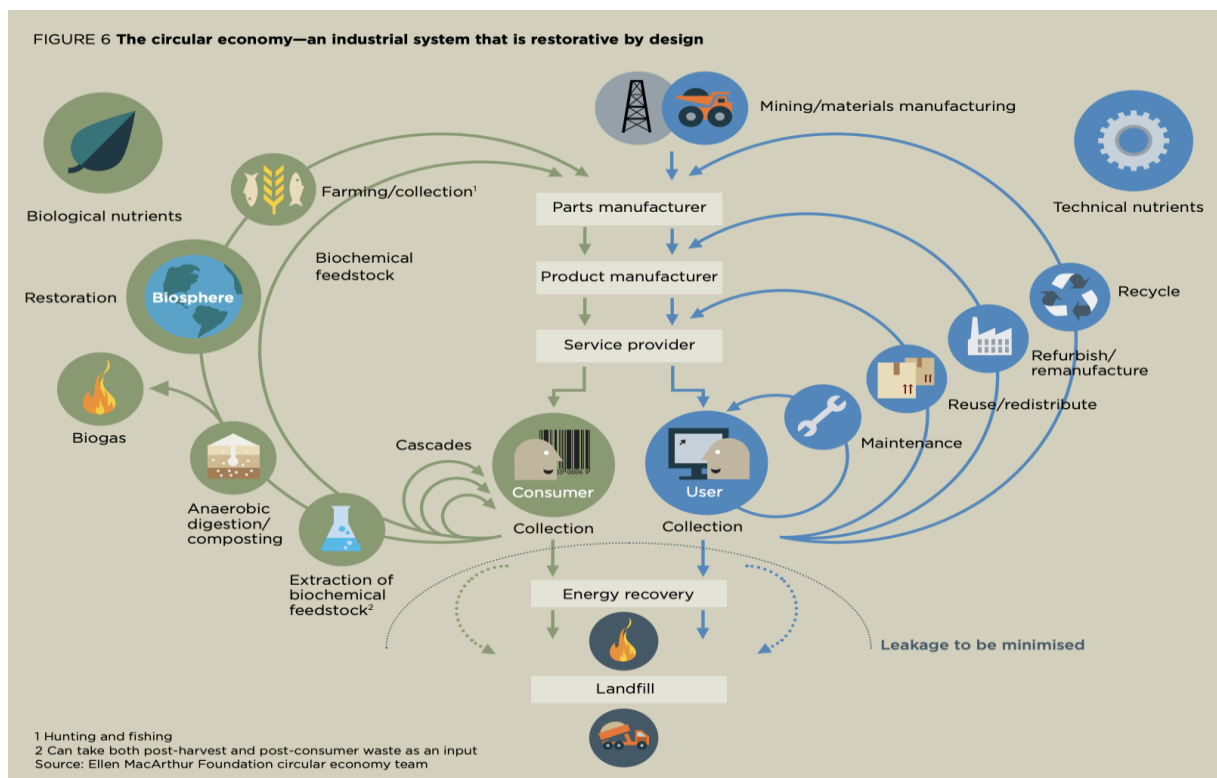 FIGURE 6 The circular economy—an industrial system that is restorative by design
Mining/materials manufacturing
Biological nutrients
Farming/collection¹
Parts manufacturer
Technical nutrients
Biochemical
feedstock
Product manufacturer
Restoration
Biosphere
Recycle
Service provider
Refurbish/
remanufacture
Biogas
Reuse/redistribute
Cascades
Maintenance
Consumer
User
Anaerobic
digestion/
composting
Collection
Collection
Extraction of
biochemical
feedstock²
Energy recovery
Leakage to be minimised
Landfill
1 Hunting and fishing
2 Can take both post-harvest and post-consumer waste as an input
Source: Ellen MacArthur Foundation circular economy team